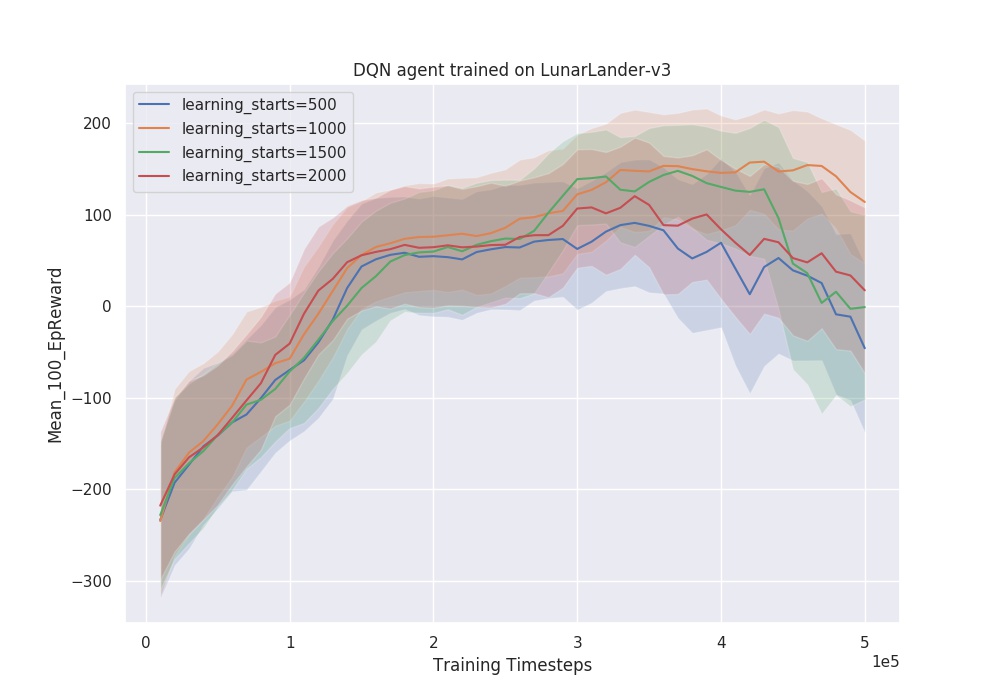 DQN agent trained on LunarLander-v3
learning_starts=500
learning_starts=1000
learning_starts=1500
learning_starts=2000
Mean_100_EpReward
200
100
0
−100
−200
−300
0 1 2 3 4 5
1e5
Training Timesteps